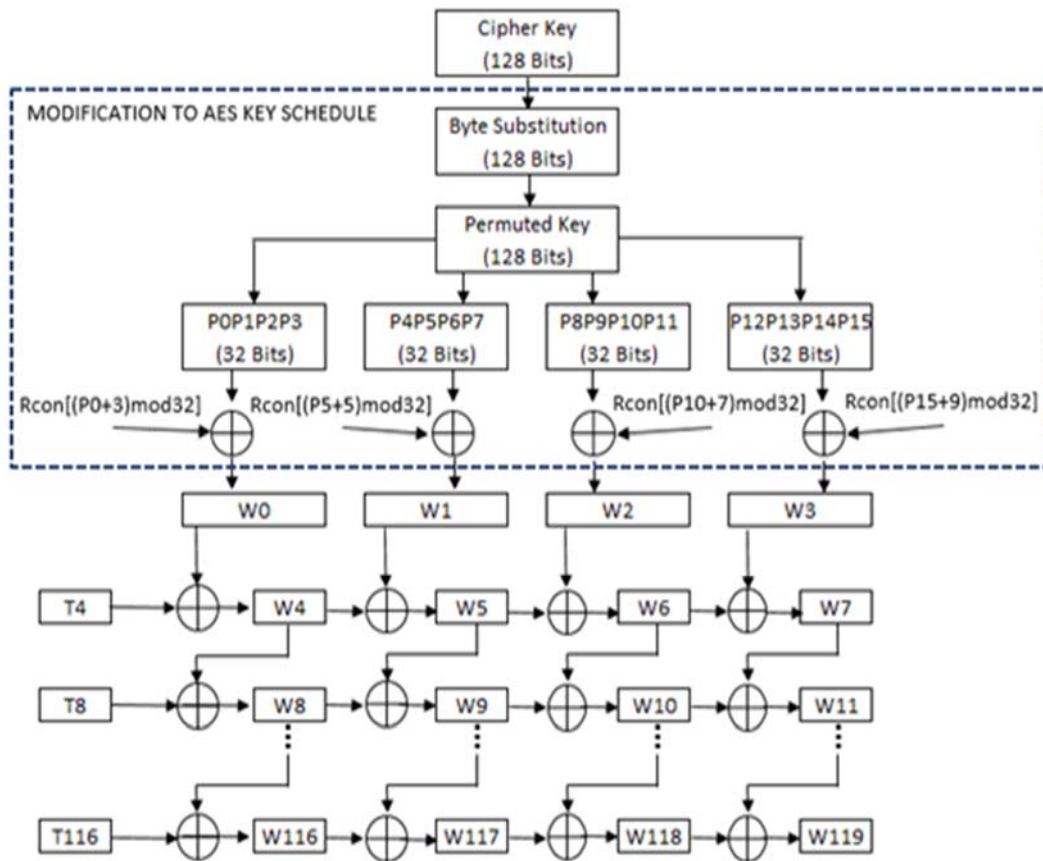 Cipher Key
(128 Bits)
MODIFICATION TO AES KEY SCHEDULE
Byte Substitution
(128 Bits)
Permuted Key
(128 Bits)
P0P1P2P3
(32 Bits)
P4P5P6P7
(32 Bits)
P8P9P10P11
(32 Bits)
P12P13P14P15
(32 Bits)
Rcon[(P0+3)mod32]
Rcon[(P5+5)mod32]
Rcon[(P10+7)mod32]
Rcon[(P15+9)mod32]
W0
W1
W2
W3
T4
W4
W5
W6
W7
T8
W8
W9
W10
W11
T116
W116
W117
W118
W119